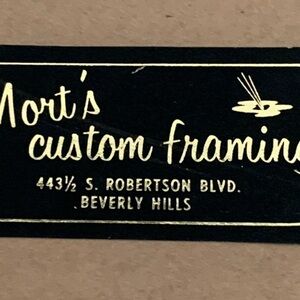 Mort's
custom framing
443½ S. ROBERTSON BLVD.
BEVERLY HILLS